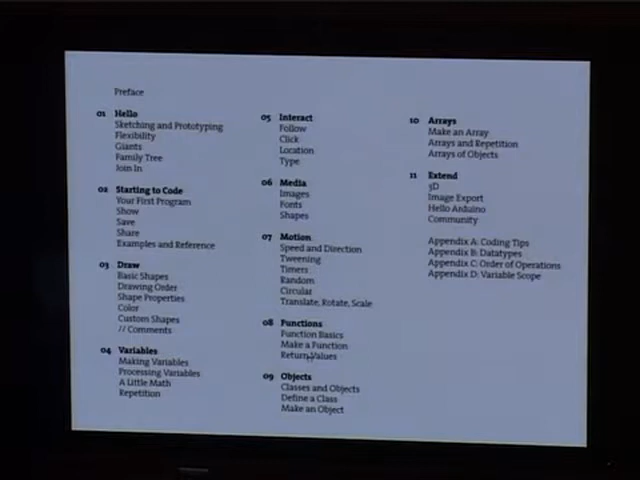 Preface
01 Hello
Sketching and Prototyping
Flexibility
Giants
Family Tree
Join In
02 Starting to Code
Your First Program
Show
Save
Share
Examples and Reference
03 Draw
Basic Shapes
Drawing Order
Shape Properties
Color
Custom Shapes
// Comments
04 Variables
Making Variables
Processing Variables
A Little Math
Repetition
05 Interact
Follow
Click
Location
Type
06 Media
Images
Fonts
Shapes
07 Motion
Speed and Direction
Tweening
Timers
Random
Circular
Translate, Rotate, Scale
08 Functions
Function Basics
Make a Function
Return Values
09 Objects
Classes and Objects
Define a Class
Make an Object
10 Arrays
Make an Array
Arrays and Repetition
Arrays of Objects
11 Extend
3D
Image Export
Hello Arduino
Community
Appendix A: Coding Tips
Appendix B: Datatypes
Appendix C: Order of Operations
Appendix D: Variable Scope